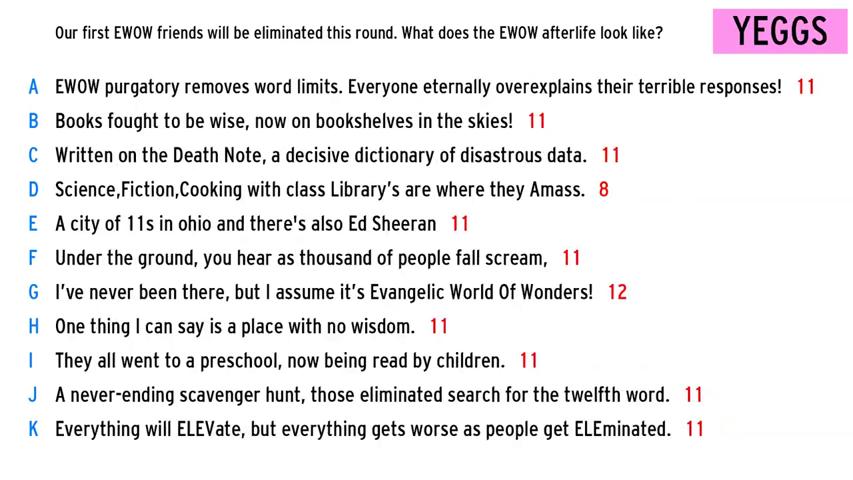 Our first EWOW friends will be eliminated this round. What does the EWOW afterlife look like?
YEGGS
A EWOW purgatory removes word limits. Everyone eternally overexplains their terrible responses! 11
B Books fought to be wise, now on bookshelves in the skies! 11
C Written on the Death Note, a decisive dictionary of disastrous data. 11
D Science,Fiction,Cooking with class Library's are where they Amass. 8
E A city of 11s in ohio and there's also Ed Sheeran 11
F Under the ground, you hear as thousand of people fall scream, 11
G I've never been there, but I assume it's Evangelic World Of Wonders! 12
H One thing I can say is a place with no wisdom. 11
I They all went to a preschool, now being read by children. 11
J A never-ending scavenger hunt, those eliminated search for the twelfth word. 11
K Everything will ELEVate, but everything gets worse as people get ELEminated. 11